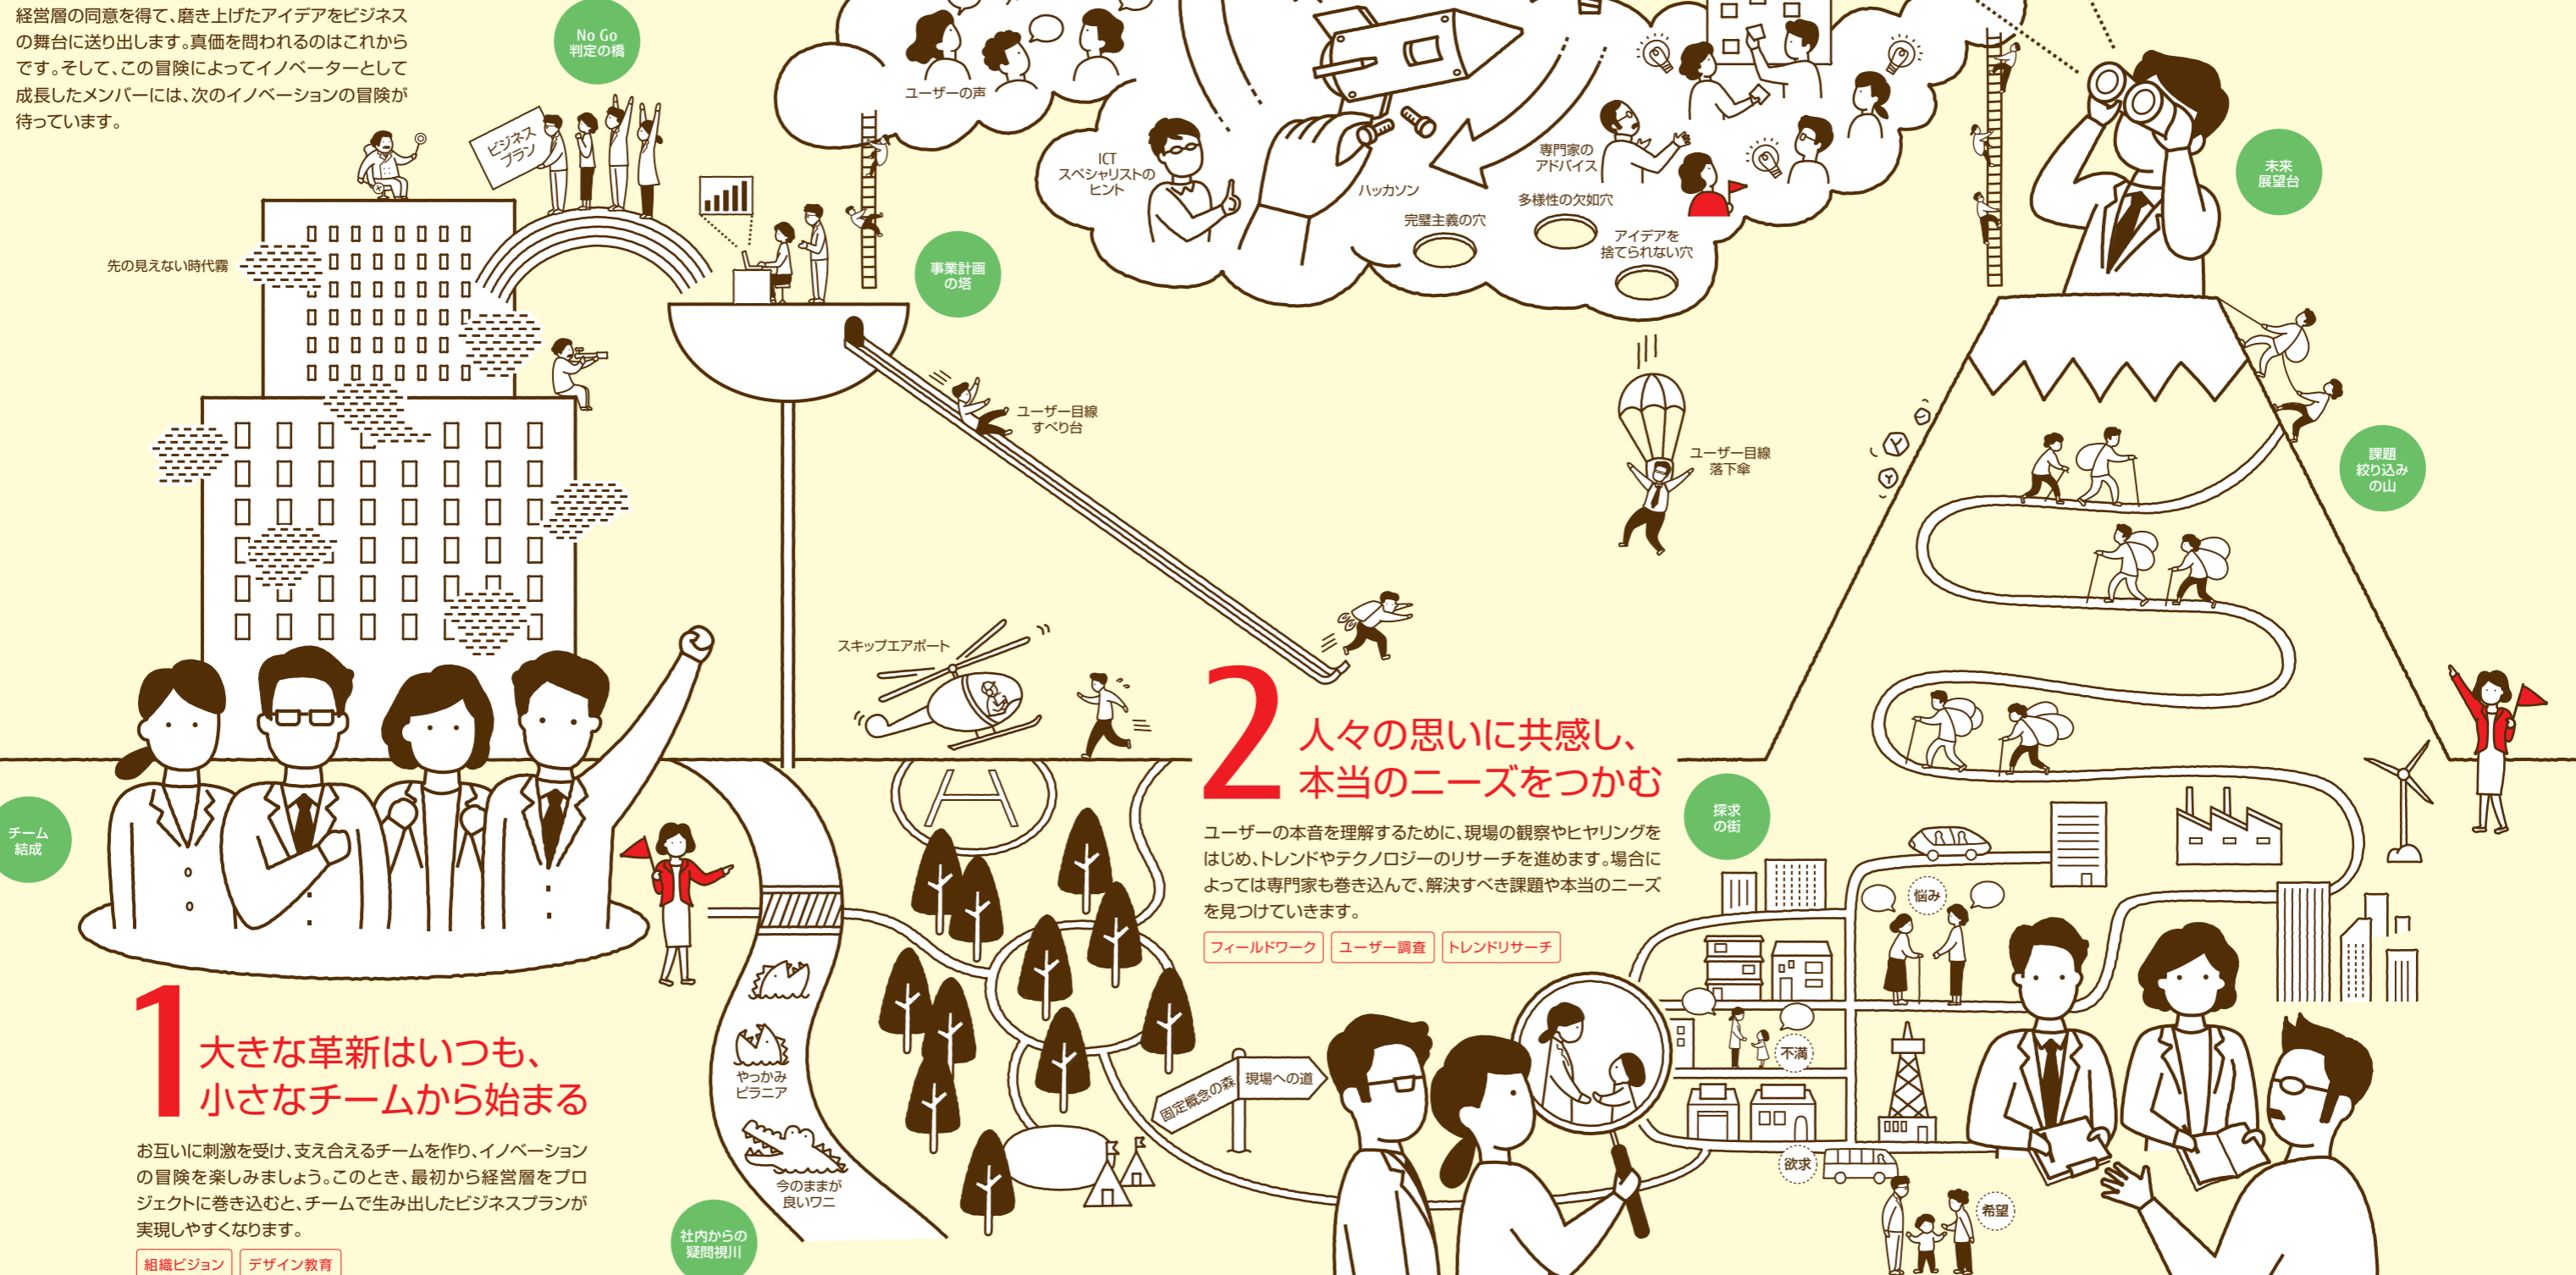 経営層の同意を得て、磨き上げたアイデアをビジネス
の舞台に送り出します。真価を問われるのはこれから
です。そして、この冒険によってイノベーターとして
成長したメンバーには、次のイノベーションの冒険が
待っています。
No Go
判定の橋
ビジネス
プラン
先の見えない時代霧
事業計画
の塔
ユーザーの声
ICT
スペシャリストの
ヒント
ハッカソン
専門家の
アドバイス
完璧主義の穴
多様性の欠如穴
アイデアを
捨てられない穴
未来
展望台
ユーザー目線
すべり台
ユーザー目線
落下傘
課題
絞り込み
の山
スキップエアポート
2
人々の思いに共感し、
本当のニーズをつかむ
ユーザーの本音を理解するために、現場の観察やヒヤリングを
はじめ、トレンドやテクノロジーのリサーチを進めます。場合に
よっては専門家も巻き込んで、解決すべき課題や本当のニーズ
を見つけていきます。
フィールドワーク
ユーザー調査
トレンドリサーチ
探求
の街
悩み
不満
欲求
希望
チーム
結成
1
大きな革新はいつも、
小さなチームから始まる
お互いに刺激を受け、支え合えるチームを作り、イノベーション
の冒険を楽しみましょう。このとき、最初から経営層をプロ
ジェクトに巻き込むと、チームで生み出したビジネスプランが
実現しやすくなります。
組織ビジョン
デザイン教育
やっかみ
ピラニア
今のままが
良いワニ
社内からの
疑問視川
固定概念の森
現場への道
H